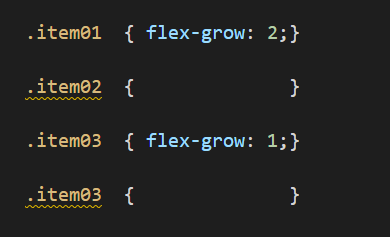 .item01  { flex-grow: 2;}
.item02  {             }
.item03  { flex-grow: 1;}
.item03  {             }